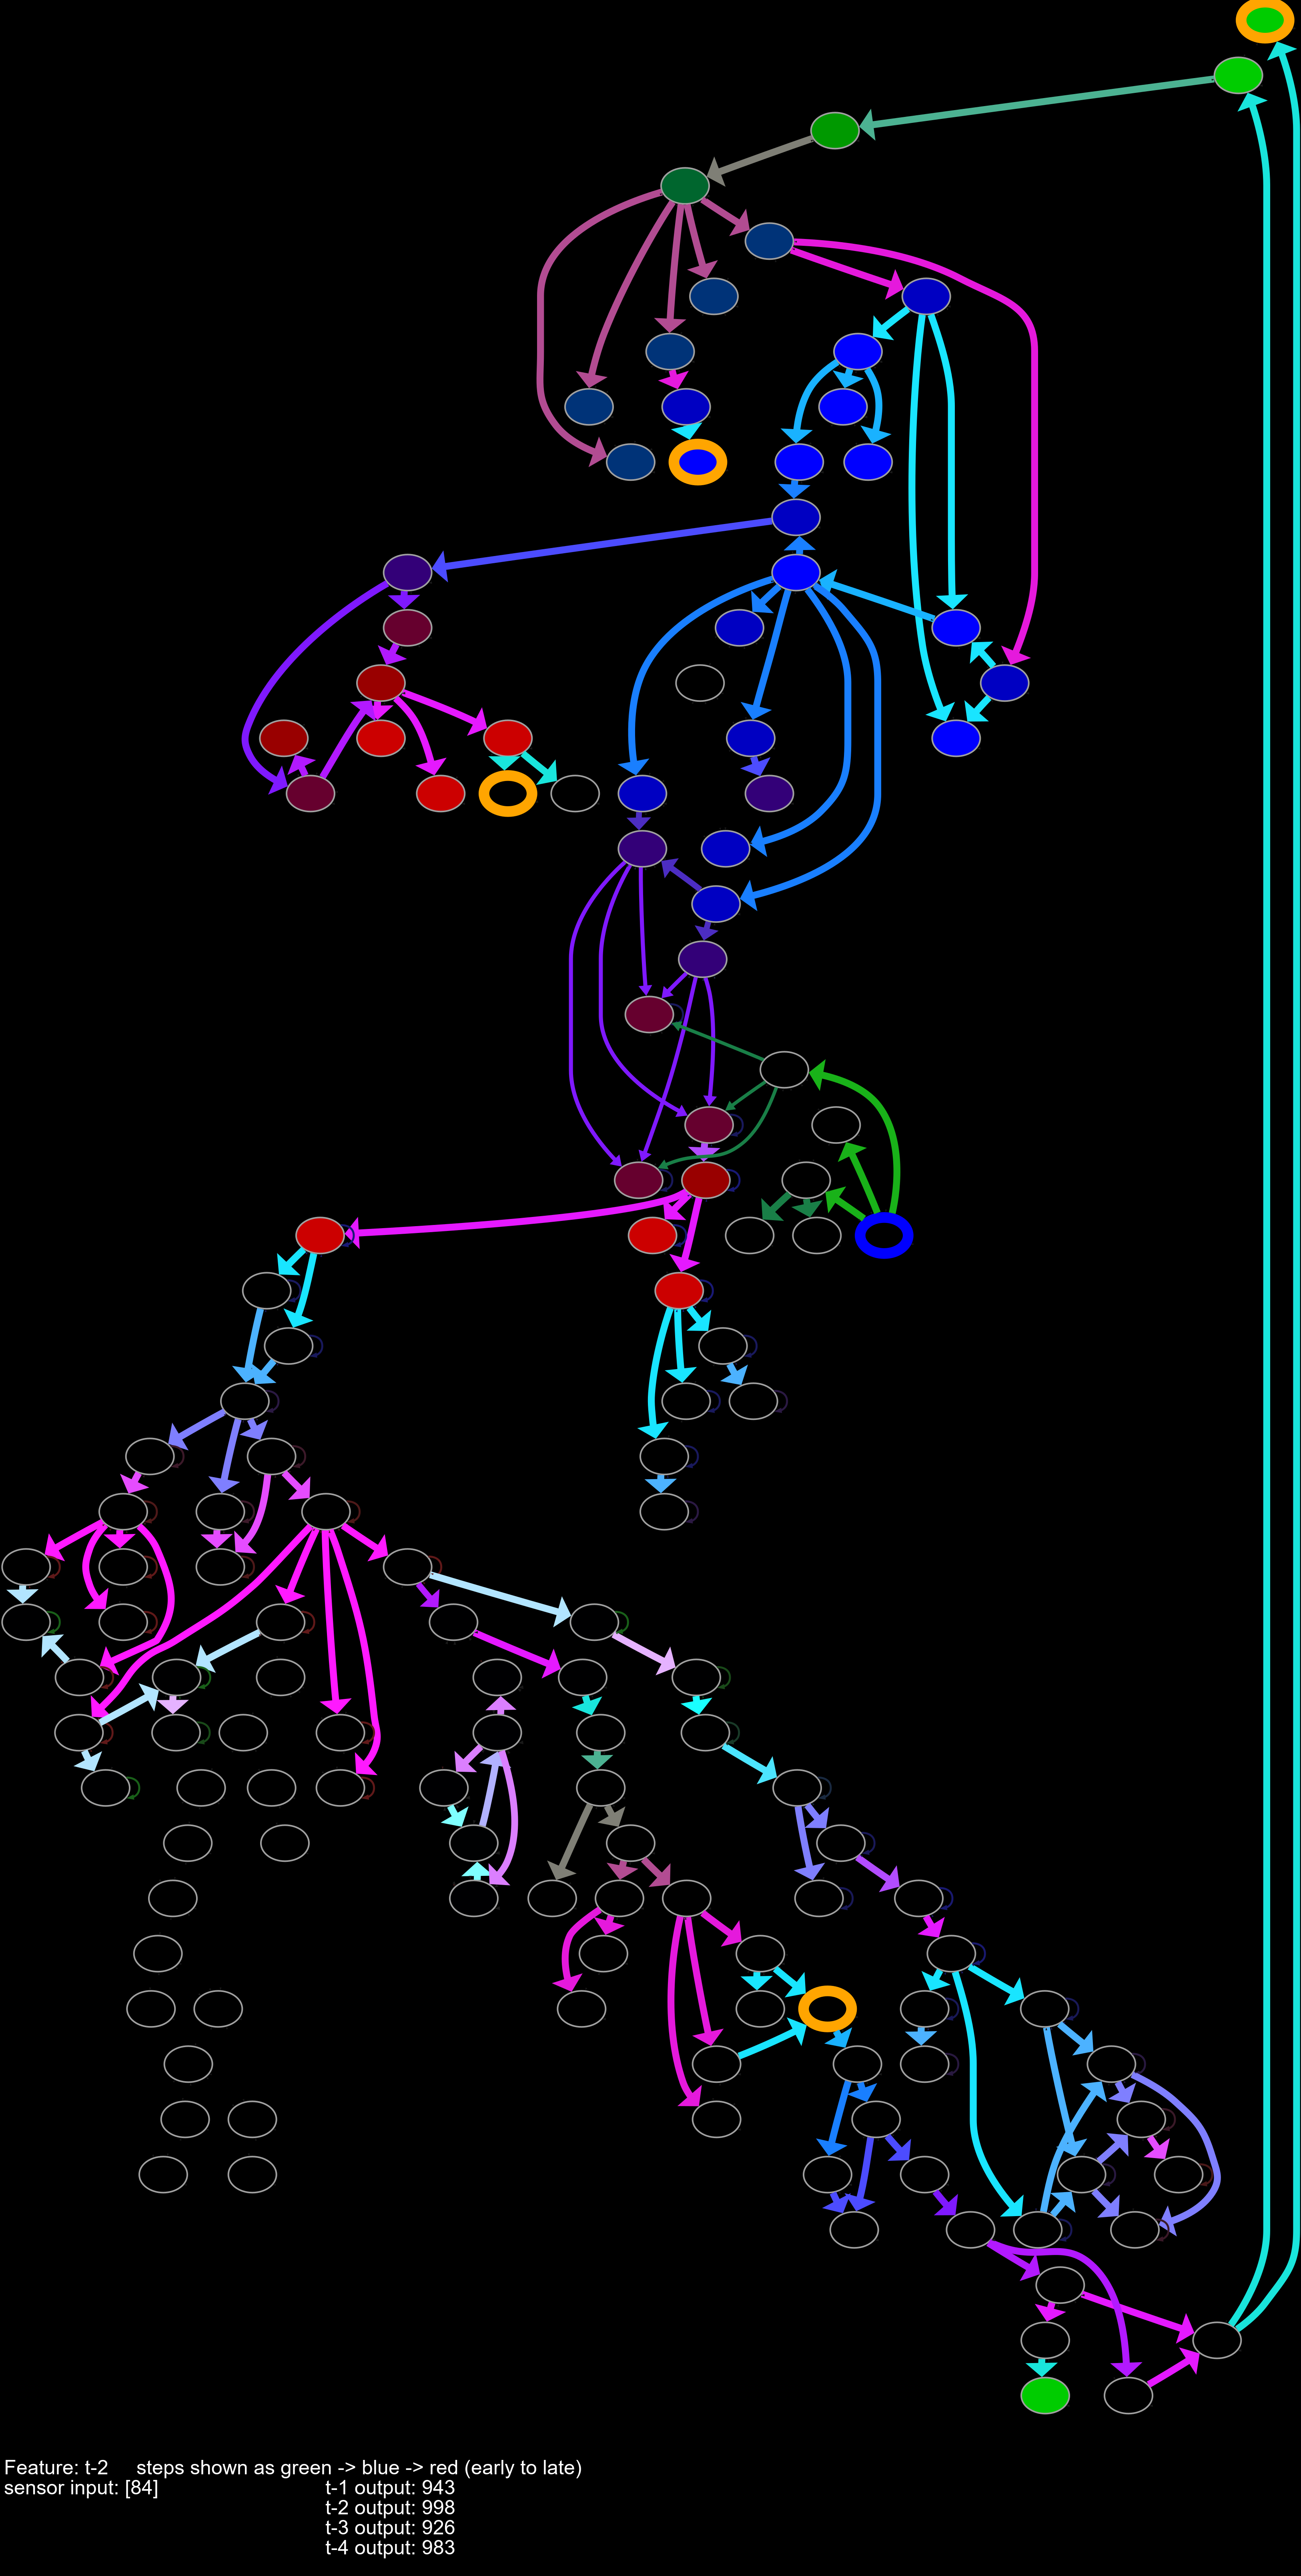 Feature: t-2 steps shown as green -> blue -> red (early to late)
sensor input: [84] t-1 output: 943
t-2 output: 998
t-3 output: 926
t-4 output: 983